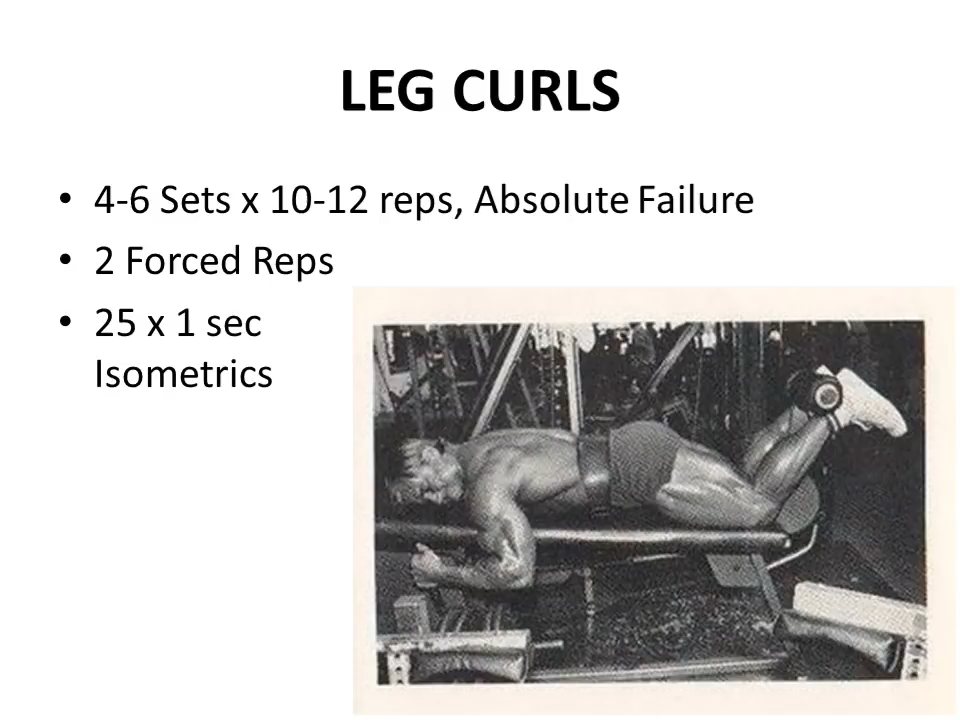 LEG CURLS
• 4-6 Sets x 10-12 reps, Absolute Failure
• 2 Forced Reps
• 25 x 1 sec
Isometrics